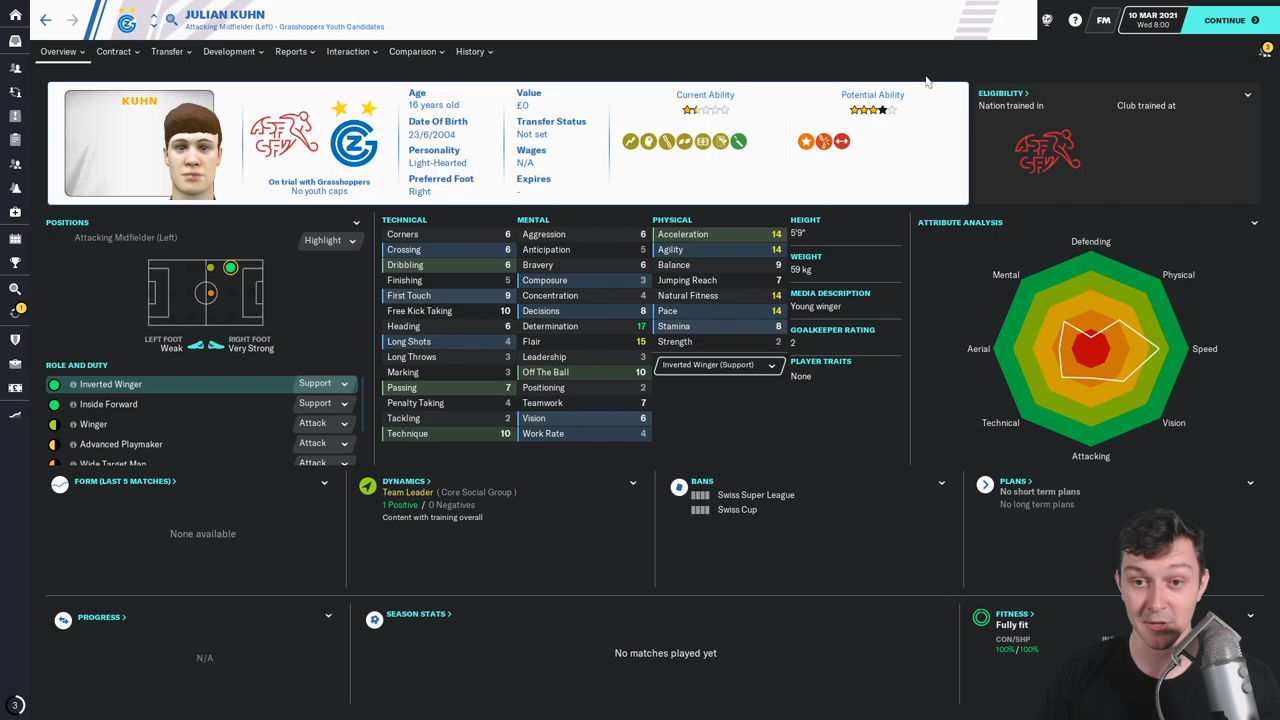 JULIAN KUHN
Attacking Midfielder (Left) - Grasshoppers Youth Candidates
FM
10 MAR 2021
Wed 8:00
CONTINUE
Overview
Contract
Transfer
Development
Reports
Interaction
Comparison
History
3
KUHN
On trial with Grasshoppers
No youth caps
Age
16 years old
Date Of Birth
23/6/2004
Personality
Light-Hearted
Preferred Foot
Right
Value
£0
Transfer Status
Not set
Wages
N/A
Expires
-
Current Ability
Potential Ability
ELIGIBILITY
Nation trained in
Club trained at
POSITIONS
Attacking Midfielder (Left)
Highlight
LEFT FOOT
Weak
RIGHT FOOT
Very Strong
ROLE AND DUTY
Inverted Winger Support
Inside Forward Support
Winger Attack
Advanced Playmaker Attack
Wide Target Man Attack
TECHNICAL
Corners 6
Crossing 6
Dribbling 6
Finishing 5
First Touch 9
Free Kick Taking 10
Heading 6
Long Shots 4
Long Throws 3
Marking 3
Passing 7
Penalty Taking 4
Tackling 2
Technique 10
MENTAL
Aggression 6
Anticipation 5
Bravery 6
Composure 3
Concentration 4
Decisions 8
Determination 17
Flair 15
Leadership 3
Off The Ball 10
Positioning 2
Teamwork 7
Vision 6
Work Rate 4
PHYSICAL
Acceleration 14
Agility 14
Balance 9
Jumping Reach 7
Natural Fitness 14
Pace 14
Stamina 8
Strength 2
Inverted Winger (Support)
HEIGHT
5'9"
WEIGHT
59 kg
MEDIA DESCRIPTION
Young winger
GOALKEEPER RATING
2
PLAYER TRAITS
None
ATTRIBUTE ANALYSIS
Defending
Mental
Physical
Aerial
Speed
Technical
Vision
Attacking
FORM (LAST 5 MATCHES)
None available
DYNAMICS
Team Leader ( Core Social Group )
1 Positive / 0 Negatives
Content with training overall
BANS
Swiss Super League
Swiss Cup
PLANS
No short term plans
No long term plans
PROGRESS
N/A
SEASON STATS
No matches played yet
FITNESS
Fully fit
CON/SHP
100% / 100%
1
3